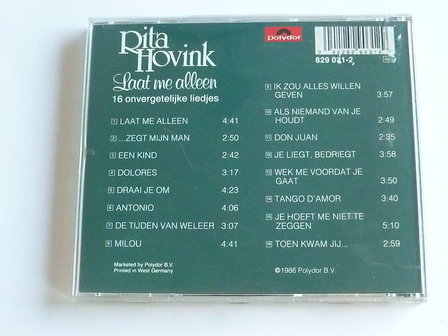 Rita
Hovink
Laat me alleen
16 onvergetelijke liedjes
polydor
829 021-2
1 LAAT ME ALLEEN 4:41
2 ...ZEGT MIJN MAN 2:50
3 EEN KIND 2:42
4 DOLORES 3:17
5 DRAAI JE OM 4:23
6 ANTONIO 4:06
7 DE TIJDEN VAN WELEER 3:07
8 MILOU 4:41
9 IK ZOU ALLES WILLEN
GEVEN 3:57
10 ALS NIEMAND VAN JE
HOUDT 2:49
11 DON JUAN 2:35
12 JE LIEGT, BEDRIEGT 3:58
13 WEK ME VOORDAT JE
GAAT 3:50
14 TANGO D'AMOR 3:40
15 JE HOEFT ME NIET TE
ZEGGEN 5:10
16 TOEN KWAM JIJ... 2:59
Marketed by Polydor B.V.
Printed in West Germany
©1986 Polydor B.V.